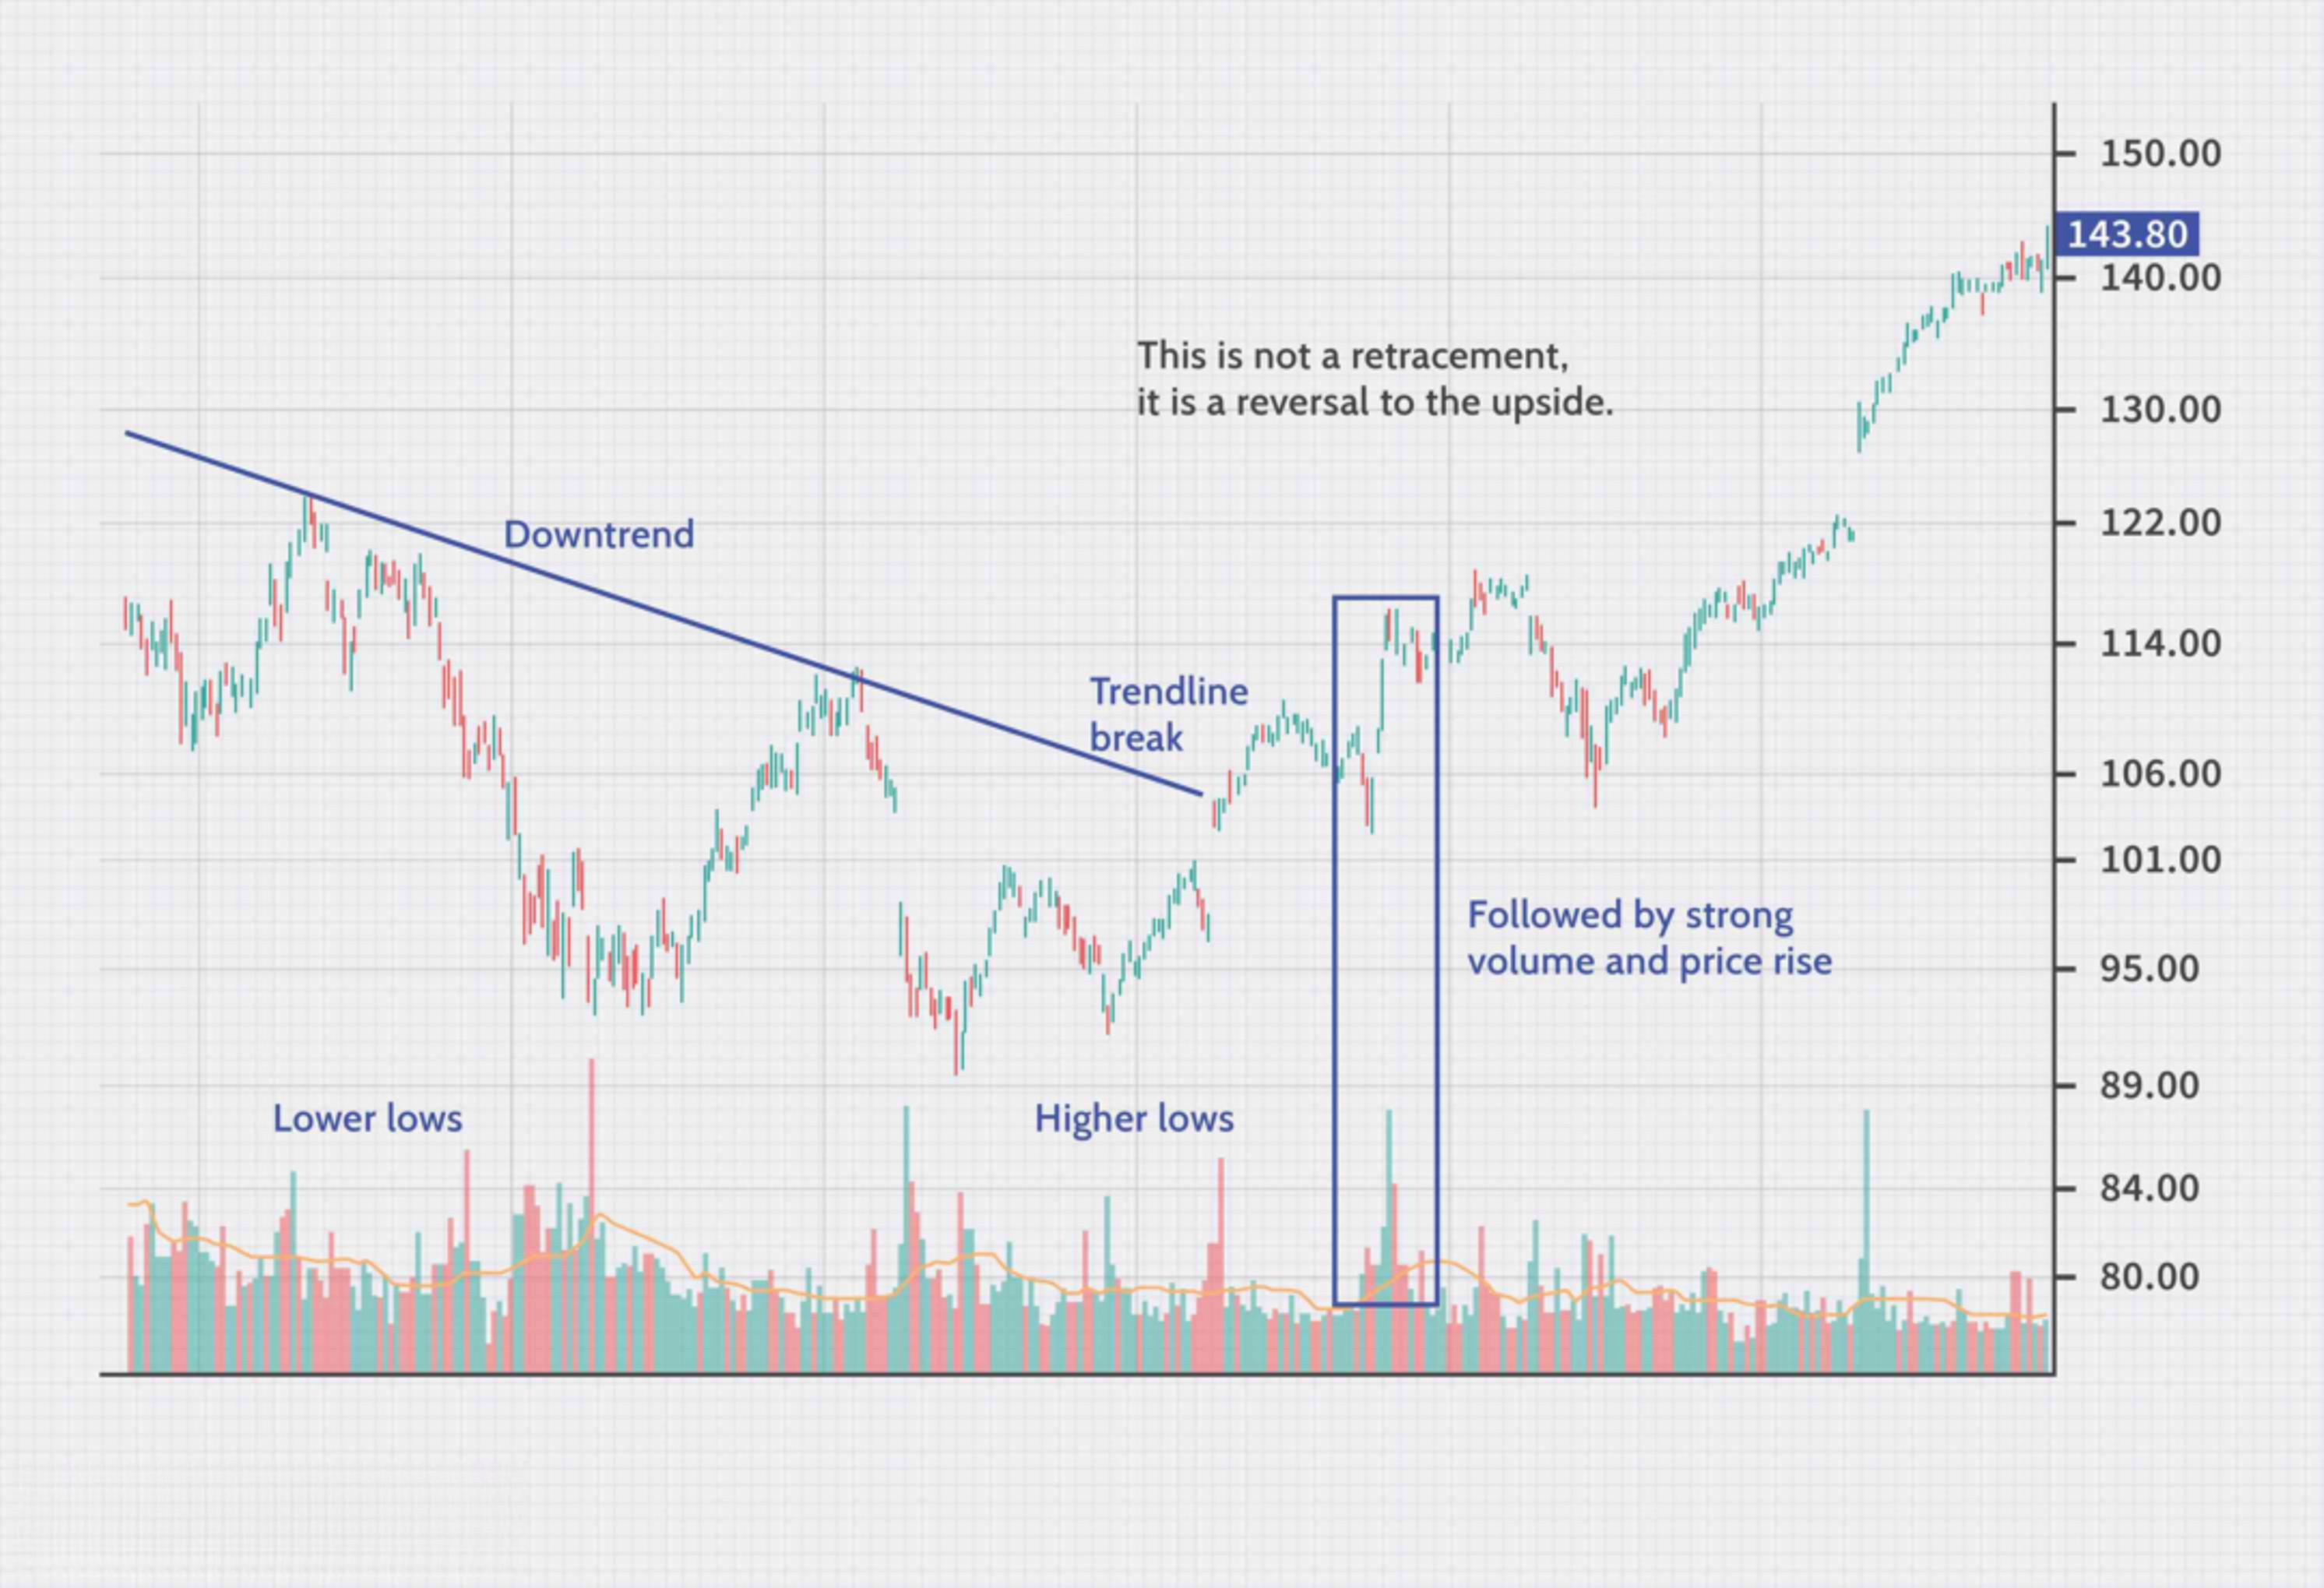 150.00
143.80
140.00
This is not a retracement,
it is a reversal to the upside.
130.00
Downtrend
122.00
Trendline
break
114.00
106.00
101.00
Followed by strong
volume and price rise
95.00
89.00
Lower lows
Higher lows
84.00
80.00